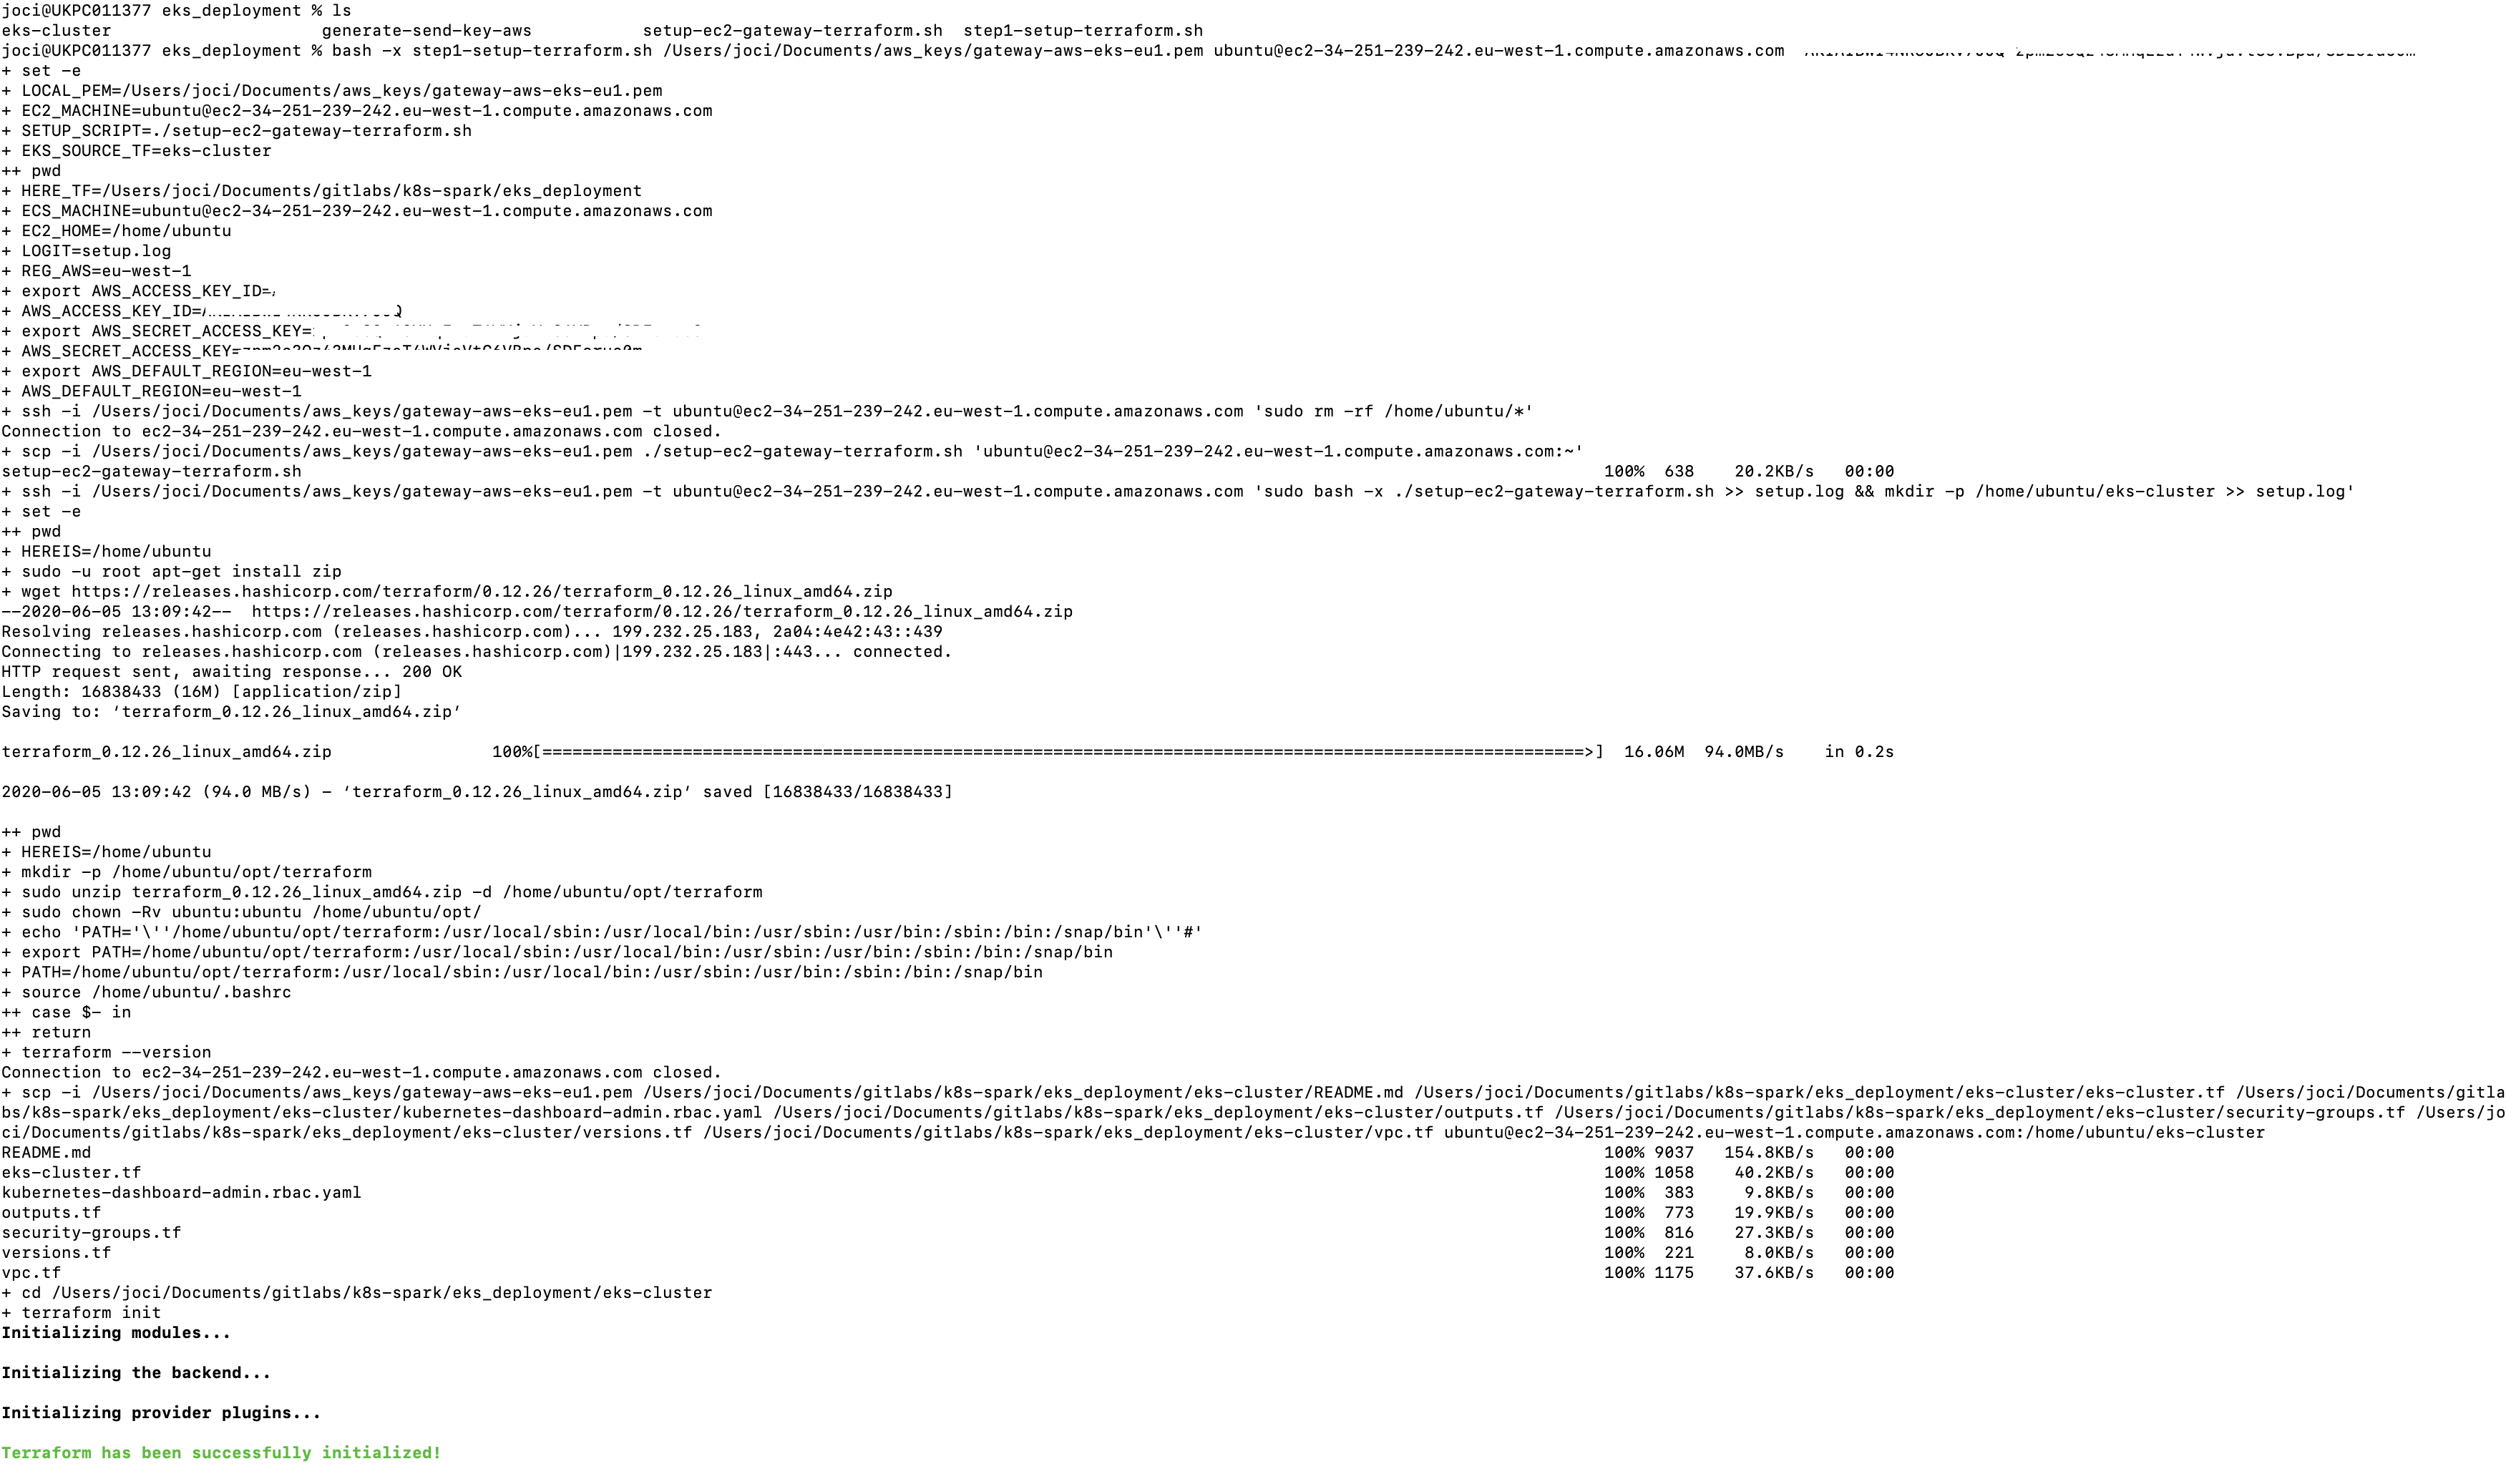 joci@UKPC011377 eks_deployment % ls
eks-cluster generate-send-key-aws setup-ec2-gateway-terraform.sh step1-setup-terraform.sh
joci@UKPC011377 eks_deployment % bash -x step1-setup-terraform.sh /Users/joci/Documents/aws_keys/gateway-aws-eks-eu1.pem ubuntu@ec2-34-251-239-242.eu-west-1.compute.amazonaws.com
+ set -e
+ LOCAL_PEM=/Users/joci/Documents/aws_keys/gateway-aws-eks-eu1.pem
+ EC2_MACHINE=ubuntu@ec2-34-251-239-242.eu-west-1.compute.amazonaws.com
+ SETUP_SCRIPT=./setup-ec2-gateway-terraform.sh
+ EKS_SOURCE_TF=eks-cluster
++ pwd
+ HERE_TF=/Users/joci/Documents/gitlabs/k8s-spark/eks_deployment
+ ECS_MACHINE=ubuntu@ec2-34-251-239-242.eu-west-1.compute.amazonaws.com
+ EC2_HOME=/home/ubuntu
+ LOGIT=setup.log
+ REG_AWS=eu-west-1
+ export AWS_ACCESS_KEY_ID=
+ AWS_ACCESS_KEY_ID=
+ export AWS_SECRET_ACCESS_KEY=
+ AWS_SECRET_ACCESS_KEY=
+ export AWS_DEFAULT_REGION=eu-west-1
+ AWS_DEFAULT_REGION=eu-west-1
+ ssh -i /Users/joci/Documents/aws_keys/gateway-aws-eks-eu1.pem -t ubuntu@ec2-34-251-239-242.eu-west-1.compute.amazonaws.com 'sudo rm -rf /home/ubuntu/*'
Connection to ec2-34-251-239-242.eu-west-1.compute.amazonaws.com closed.
+ scp -i /Users/joci/Documents/aws_keys/gateway-aws-eks-eu1.pem ./setup-ec2-gateway-terraform.sh 'ubuntu@ec2-34-251-239-242.eu-west-1.compute.amazonaws.com:~'
setup-ec2-gateway-terraform.sh 100% 638 20.2KB/s 00:00
+ ssh -i /Users/joci/Documents/aws_keys/gateway-aws-eks-eu1.pem -t ubuntu@ec2-34-251-239-242.eu-west-1.compute.amazonaws.com 'sudo bash -x ./setup-ec2-gateway-terraform.sh >> setup.log && mkdir -p /home/ubuntu/eks-cluster >> setup.log'
+ set -e
++ pwd
+ HEREIS=/home/ubuntu
+ sudo -u root apt-get install zip
+ wget https://releases.hashicorp.com/terraform/0.12.26/terraform_0.12.26_linux_amd64.zip
--2020-06-05 13:09:42-- https://releases.hashicorp.com/terraform/0.12.26/terraform_0.12.26_linux_amd64.zip
Resolving releases.hashicorp.com (releases.hashicorp.com)... 199.232.25.183, 2a04:4e42:43::439
Connecting to releases.hashicorp.com (releases.hashicorp.com)|199.232.25.183|:443... connected.
HTTP request sent, awaiting response... 200 OK
Length: 16838433 (16M) [application/zip]
Saving to: ‘terraform_0.12.26_linux_amd64.zip’
terraform_0.12.26_linux_amd64.zip 100%[========================================================================================================>] 16.06M 94.0MB/s in 0.2s
2020-06-05 13:09:42 (94.0 MB/s) - ‘terraform_0.12.26_linux_amd64.zip’ saved [16838433/16838433]
++ pwd
+ HEREIS=/home/ubuntu
+ mkdir -p /home/ubuntu/opt/terraform
+ sudo unzip terraform_0.12.26_linux_amd64.zip -d /home/ubuntu/opt/terraform
+ sudo chown -Rv ubuntu:ubuntu /home/ubuntu/opt/
+ echo 'PATH='\''/home/ubuntu/opt/terraform:/usr/local/sbin:/usr/local/bin:/usr/sbin:/usr/bin:/sbin:/bin:/snap/bin'\''#'
+ export PATH=/home/ubuntu/opt/terraform:/usr/local/sbin:/usr/local/bin:/usr/sbin:/usr/bin:/sbin:/bin:/snap/bin
+ PATH=/home/ubuntu/opt/terraform:/usr/local/sbin:/usr/local/bin:/usr/sbin:/usr/bin:/sbin:/bin:/snap/bin
+ source /home/ubuntu/.bashrc
++ case $- in
++ return
+ terraform --version
Connection to ec2-34-251-239-242.eu-west-1.compute.amazonaws.com closed.
+ scp -i /Users/joci/Documents/aws_keys/gateway-aws-eks-eu1.pem /Users/joci/Documents/gitlabs/k8s-spark/eks_deployment/eks-cluster/README.md /Users/joci/Documents/gitlabs/k8s-spark/eks_deployment/eks-cluster/eks-cluster.tf /Users/joci/Documents/gitla
bs/k8s-spark/eks_deployment/eks-cluster/kubernetes-dashboard-admin.rbac.yaml /Users/joci/Documents/gitlabs/k8s-spark/eks_deployment/eks-cluster/outputs.tf /Users/joci/Documents/gitlabs/k8s-spark/eks_deployment/eks-cluster/security-groups.tf /Users/jo
ci/Documents/gitlabs/k8s-spark/eks_deployment/eks-cluster/versions.tf /Users/joci/Documents/gitlabs/k8s-spark/eks_deployment/eks-cluster/vpc.tf ubuntu@ec2-34-251-239-242.eu-west-1.compute.amazonaws.com:/home/ubuntu/eks-cluster
README.md 100% 9037 154.8KB/s 00:00
eks-cluster.tf 100% 1058 40.2KB/s 00:00
kubernetes-dashboard-admin.rbac.yaml 100% 383 9.8KB/s 00:00
outputs.tf 100% 773 19.9KB/s 00:00
security-groups.tf 100% 816 27.3KB/s 00:00
versions.tf 100% 221 8.0KB/s 00:00
vpc.tf 100% 1175 37.6KB/s 00:00
+ cd /Users/joci/Documents/gitlabs/k8s-spark/eks_deployment/eks-cluster
+ terraform init
Initializing modules...
Initializing the backend...
Initializing provider plugins...
Terraform has been successfully initialized!